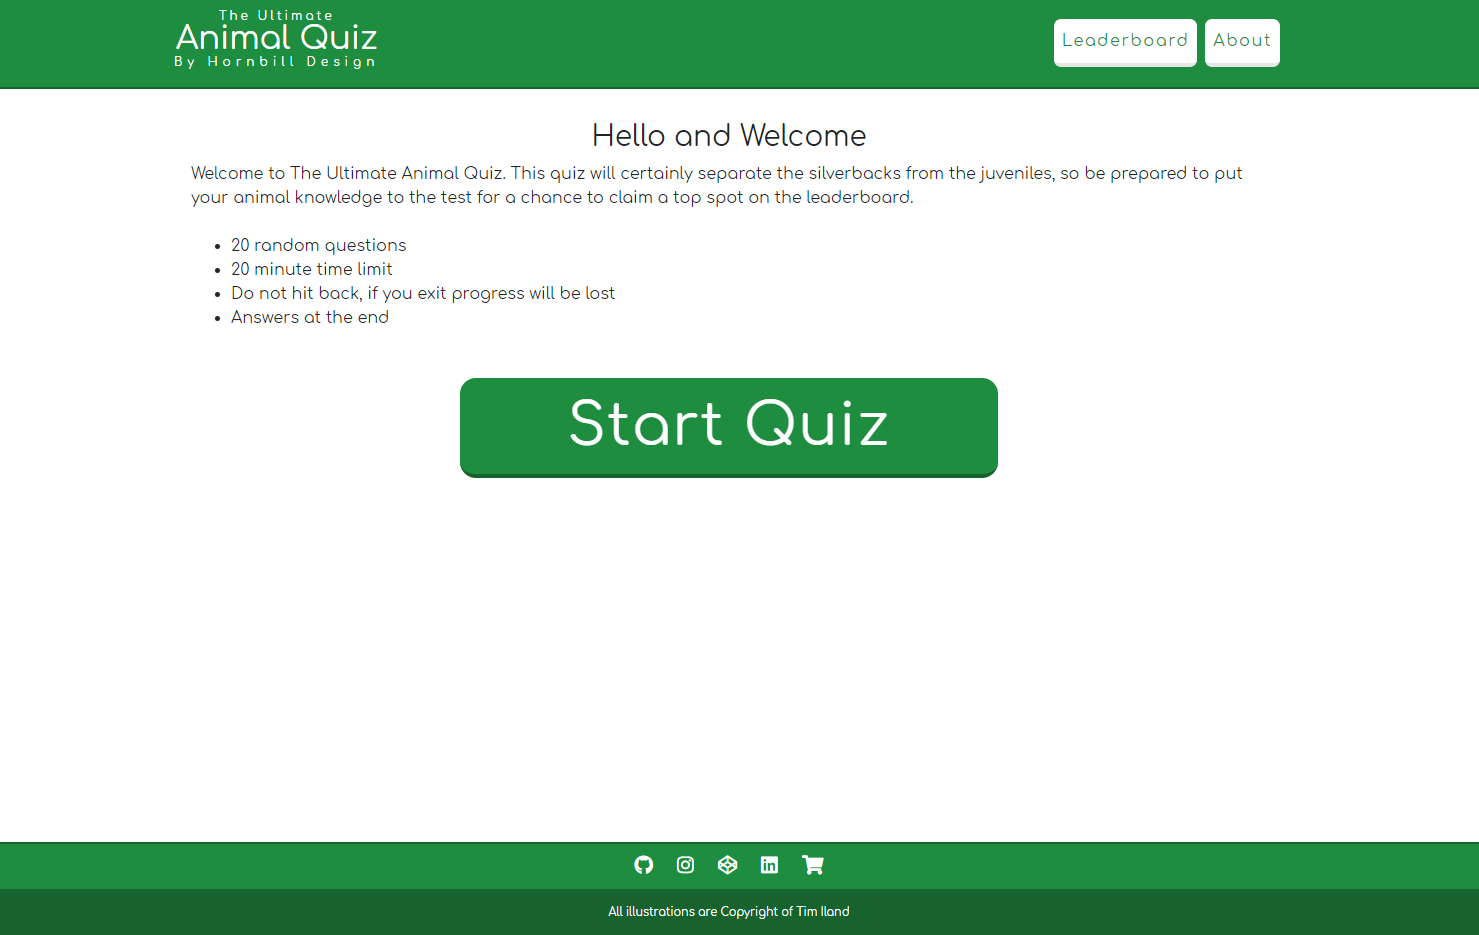 The Ultimate
Animal Quiz
By Hornbill Design
Leaderboard
About
Hello and Welcome
Welcome to The Ultimate Animal Quiz. This quiz will certainly separate the silverbacks from the juveniles, so be prepared to put
your animal knowledge to the test for a chance to claim a top spot on the leaderboard.
20 random questions
20 minute time limit
Do not hit back, if you exit progress will be lost
Answers at the end
Start Quiz
All illustrations are Copyright of Tim Iland